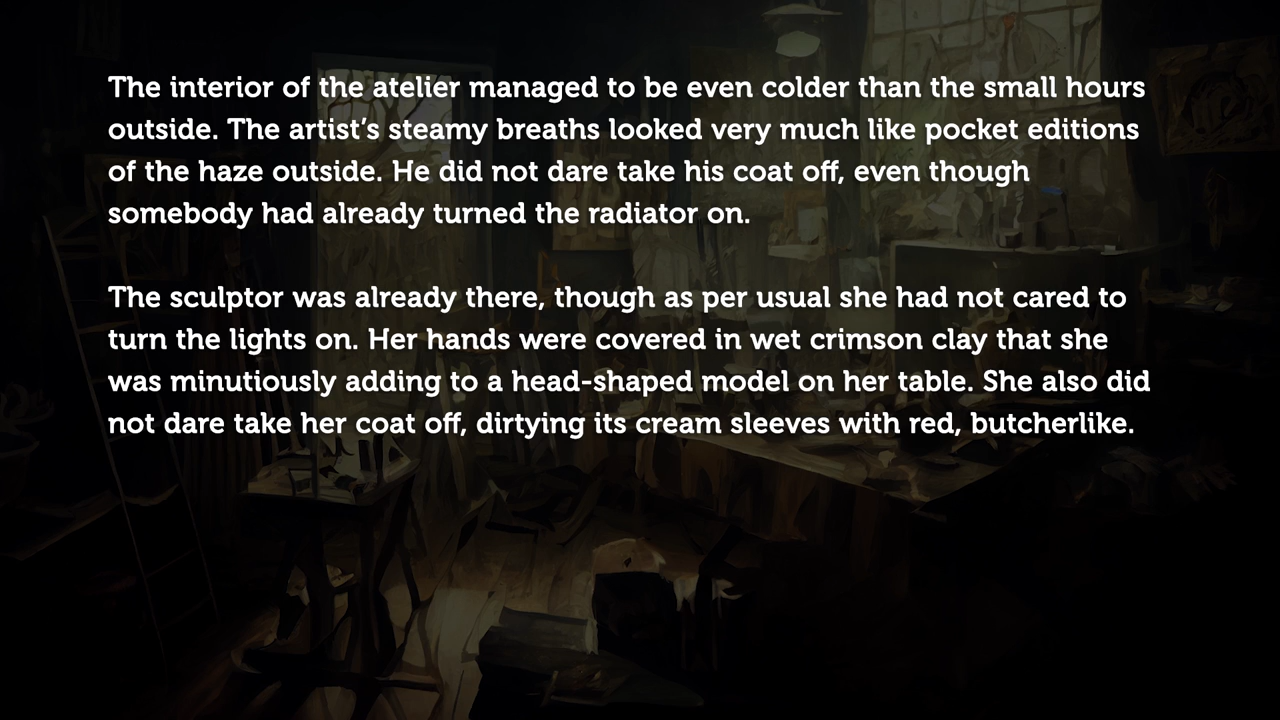 The interior of the atelier managed to be even colder than the small hours
outside. The artist’s steamy breaths looked very much like pocket editions
of the haze outside. He did not dare take his coat off, even though
somebody had already turned the radiator on.
The sculptor was already there, though as per usual she had not cared to
turn the lights on. Her hands were covered in wet crimson clay that she
was minutiously adding to a head-shaped model on her table. She also did
not dare take her coat off, dirtying its cream sleeves with red, butcherlike.